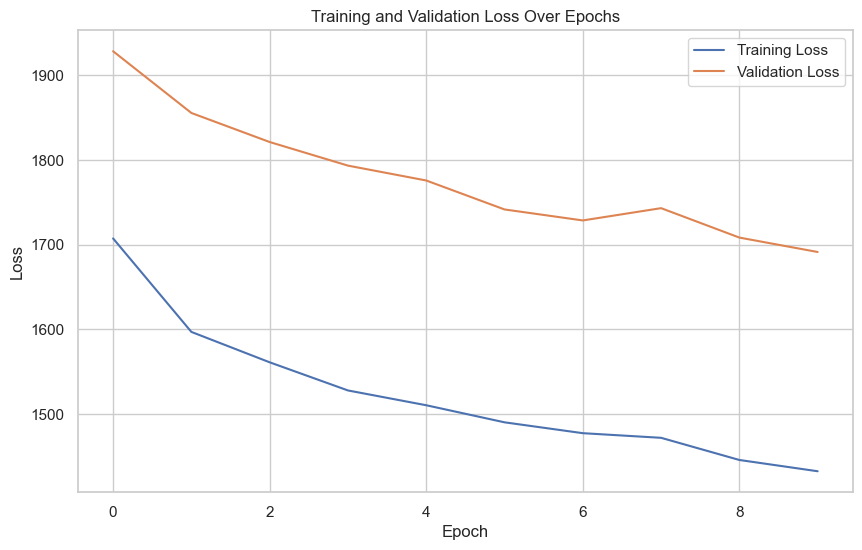 Training and Validation Loss Over Epochs
Training Loss
Validation Loss
1900
1800
1700
1600
1500
Loss
0 2 4 6 8
Epoch